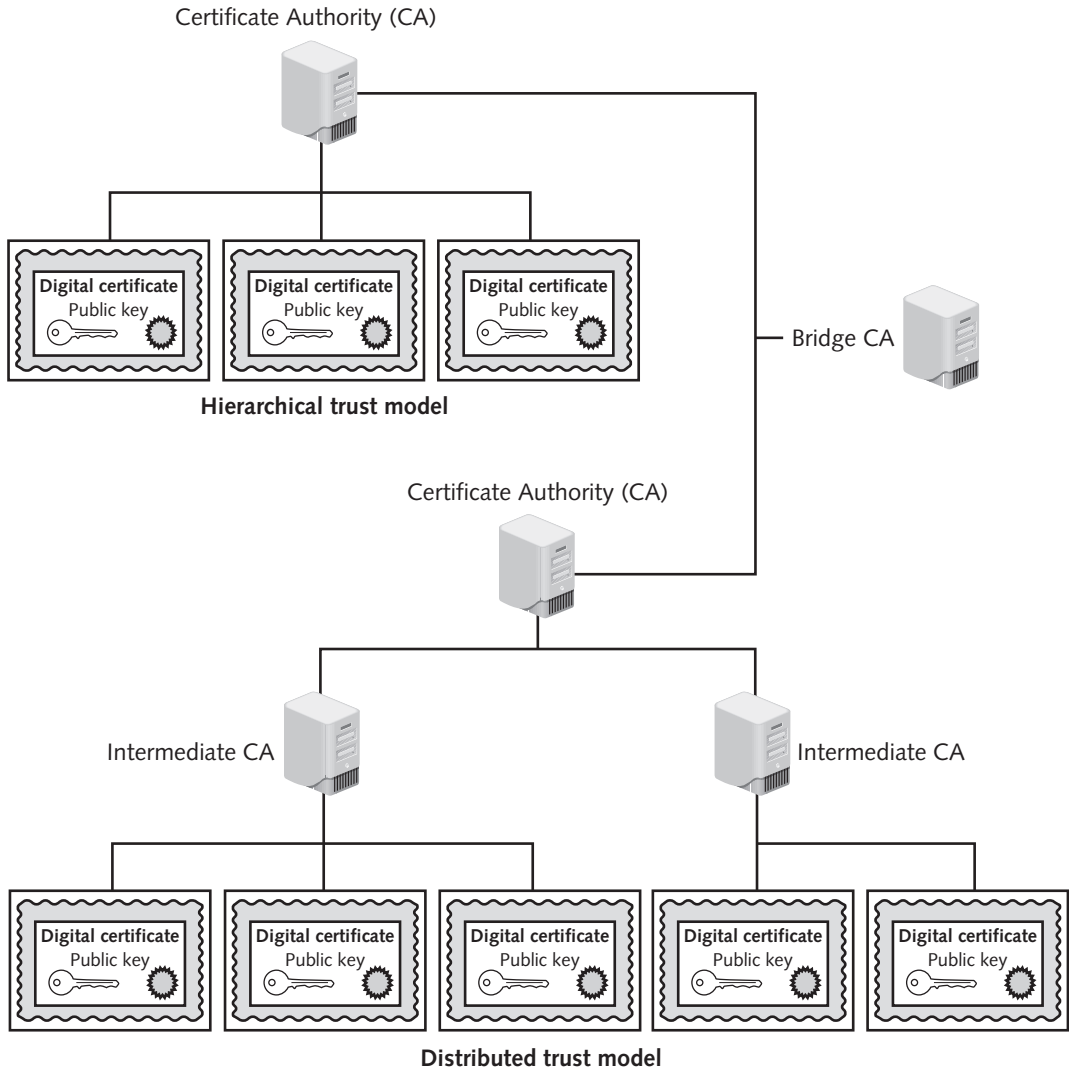 Certificate Authority (CA)
Digital certificate
Public key
Digital certificate
Public key
Digital certificate
Public key
Hierarchical trust model
Bridge CA
Certificate Authority (CA)
Intermediate CA
Intermediate CA
Digital certificate
Public key
Digital certificate
Public key
Digital certificate
Public key
Digital certificate
Public key
Digital certificate
Public key
Distributed trust model